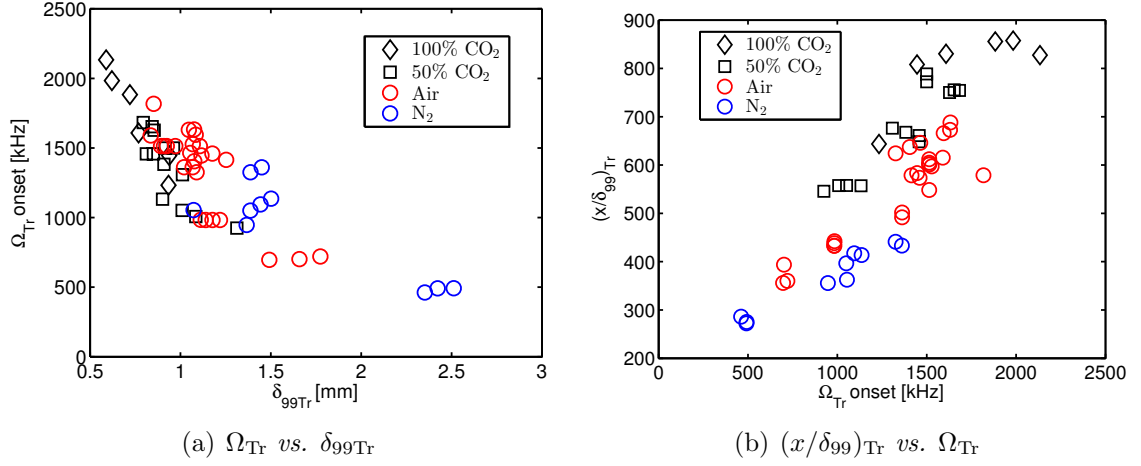 2500
2000
1500
1000
500
0
Ω_Tr onset [kHz]
100% CO₂
50% CO₂
Air
N₂
0.5 1 1.5 2 2.5 3
δ_99Tr [mm]
(a) Ω_Tr vs. δ_99Tr
900
800
700
600
500
400
300
200
(x/δ₉₉)_Tr
100% CO₂
50% CO₂
Air
N₂
0 500 1000 1500 2000 2500
Ω_Tr onset [kHz]
(b) (x/δ₉₉)_Tr vs. Ω_Tr